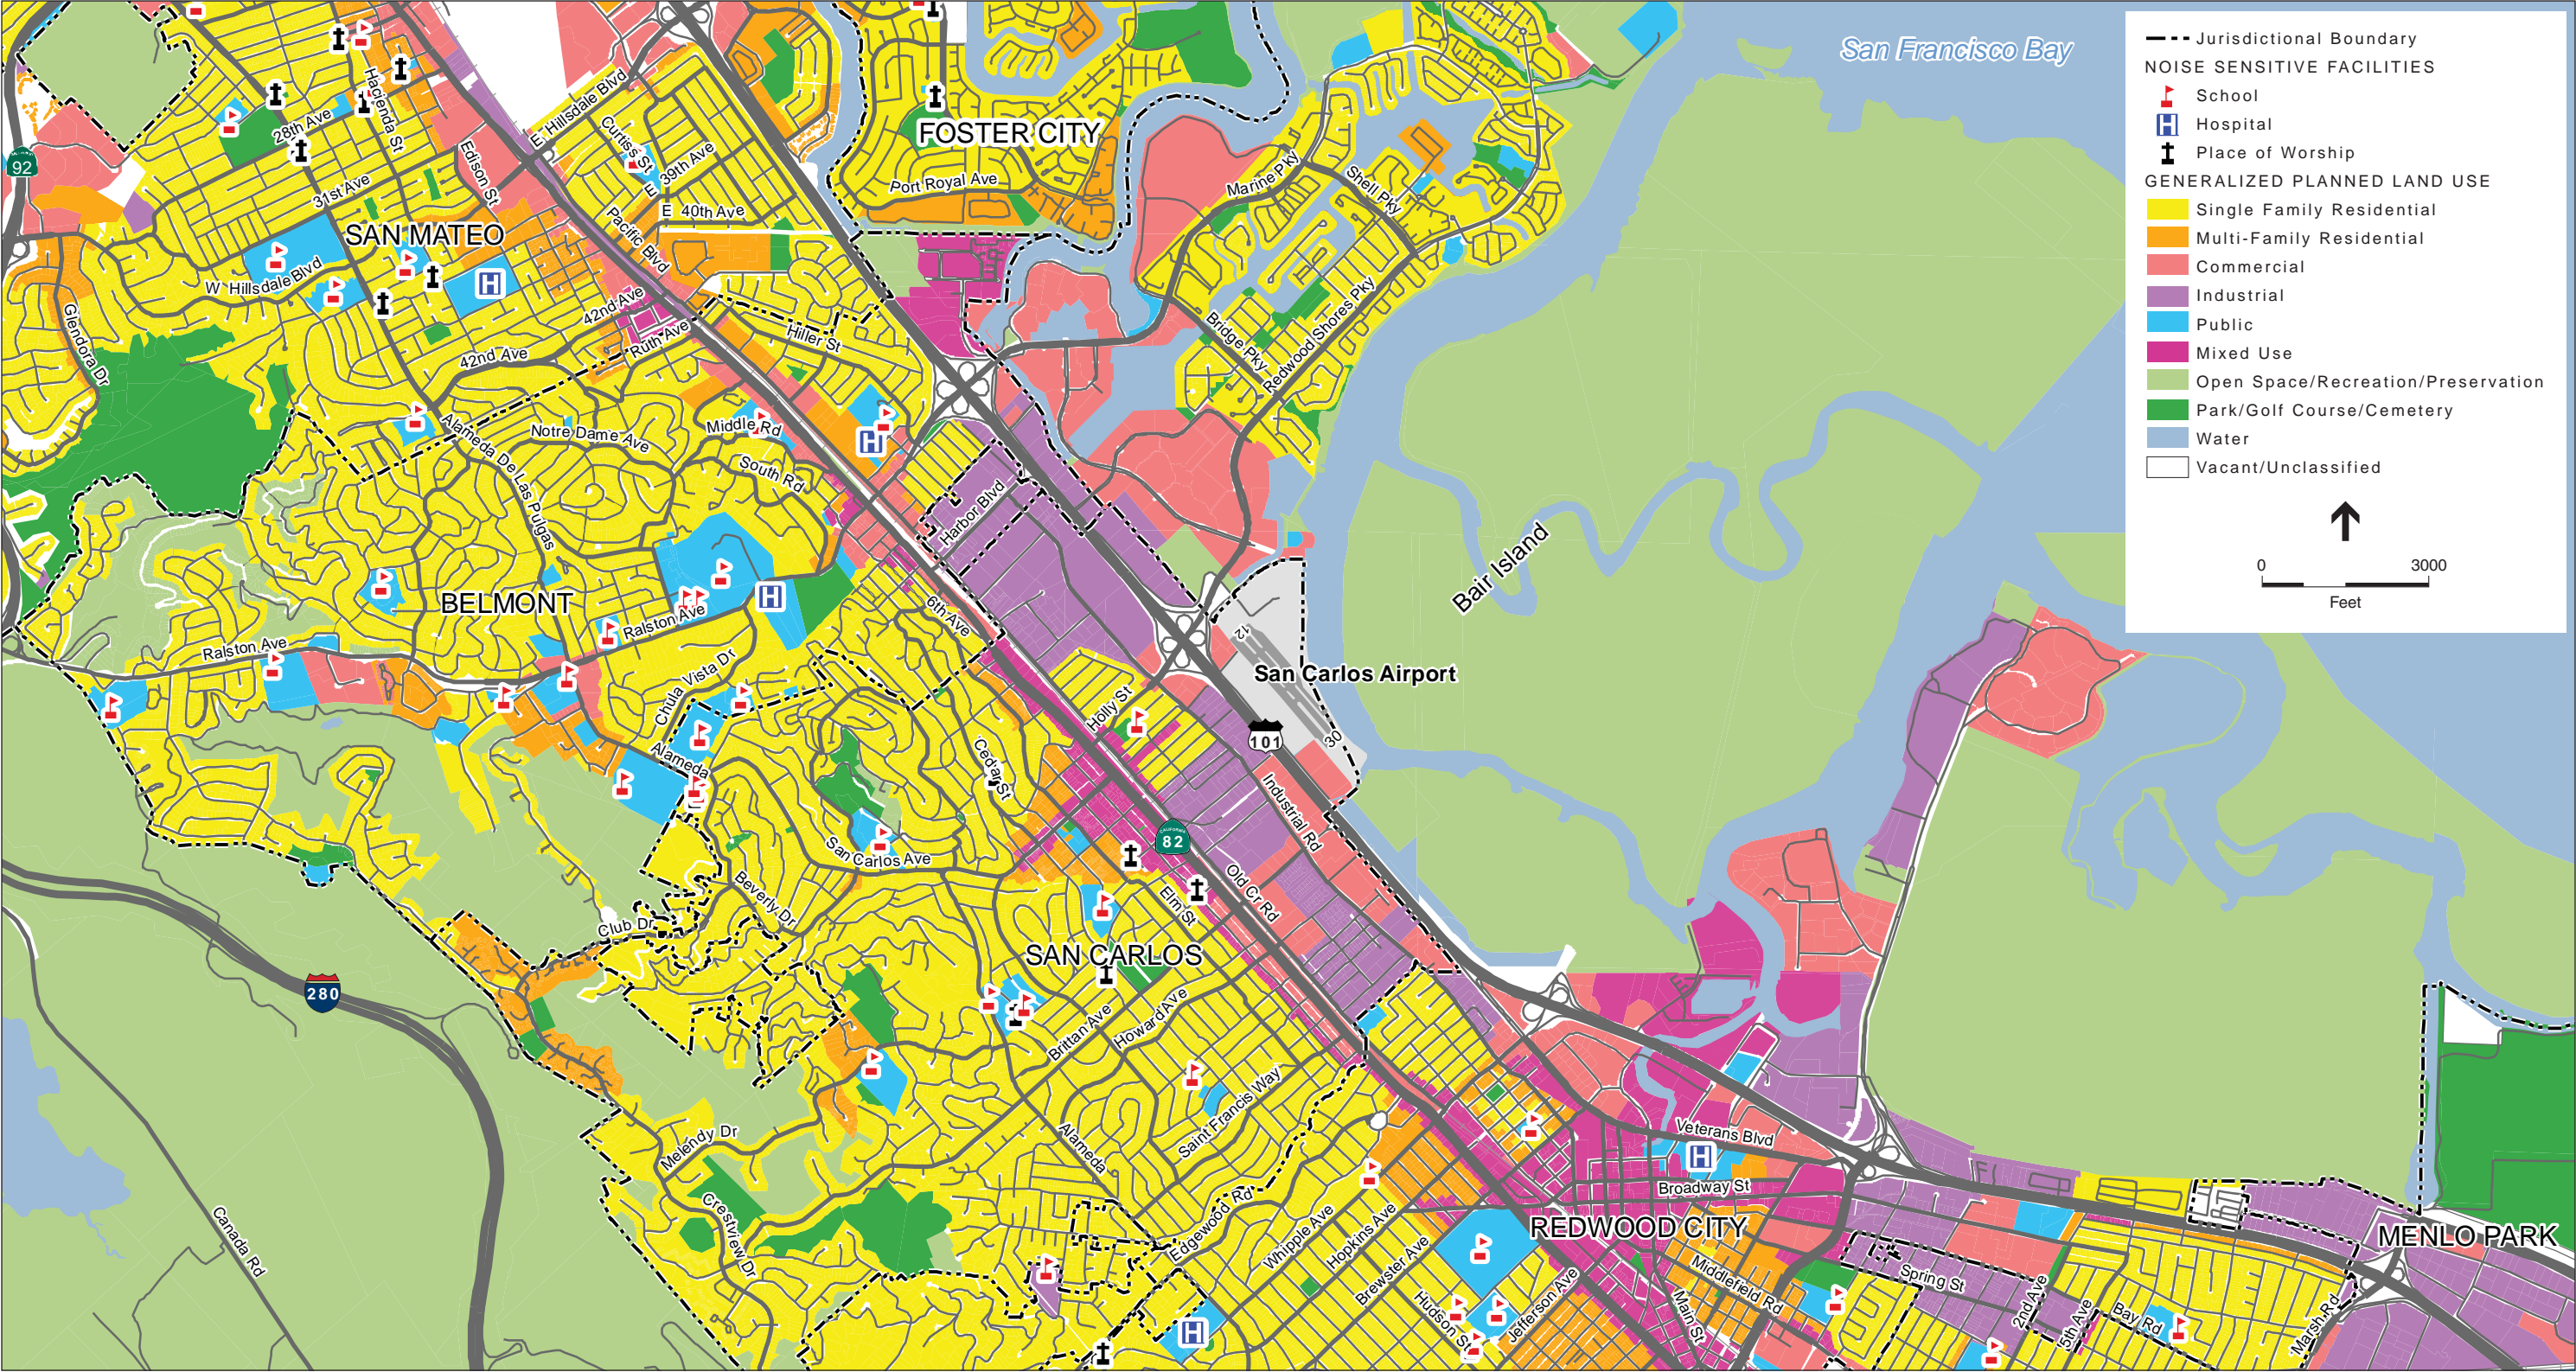 San Francisco Bay
Jurisdictional Boundary
NOISE SENSITIVE FACILITIES
School
H
Hospital
Place of Worship
GENERALIZED PLANNED LAND USE
Single Family Residential
Multi-Family Residential
Commercial
Industrial
Public
Mixed Use
Open Space/Recreation/Preservation
Park/Golf Course/Cemetery
Water
Vacant/Unclassified
0
3000
Feet
E Hillsdale Blvd
Hacienda St
28th Ave
Curtiss St
FOSTER CITY
Edison St
E 39th Ave
92
31st Ave
Port Royal Ave
Marine Pky
Shell Pky
E 40th Ave
SAN MATEO
Pacific Blvd
W Hillsdale Blvd
H
42nd Ave
Glendora Dr
Ruth Ave
Hiller St
Bridge Pky
Redwood Shores Pky
42nd Ave
Alameda De Las Pulgas
Notre Dame Ave
Middle Rd
H
South Rd
Harbor Blvd
Bair Island
BELMONT
H
6th Ave
Ralston Ave
Ralston Ave
12
San Carlos Airport
Chula Vista Dr
Holly St
101
30
Alameda
Cedar St
Industrial Rd
CALIFORNIA
82
San Carlos Ave
Old Cr Rd
Beverly Dr
Elm St
Club Dr
SAN CARLOS
280
Brittan Ave
Howard Ave
Saint Francis Way
Alameda
Melendy Dr
Veterans Blvd
H
Broadway St
Crestview Dr
Canada Rd
Edgewood Rd
Whipple Ave
Hopkins Ave
Brewster Ave
REDWOOD CITY
MENLO PARK
Middlefield Rd
Spring St
Hudson St
Jefferson Ave
Main St
2nd Ave
5th Ave
Bay Rd
Marsh Rd
H